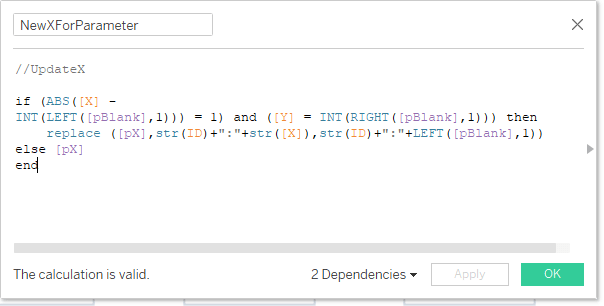 NewXForParameter
//UpdateX
if (ABS([X] -
INT(LEFT([pBlank],1))) = 1) and ([Y] = INT(RIGHT([pBlank],1))) then
replace ([pX],str(ID)+":"+str([X]),str(ID)+":"+LEFT([pBlank],1))
else [pX]
end
The calculation is valid.
2 Dependencies
Apply
OK